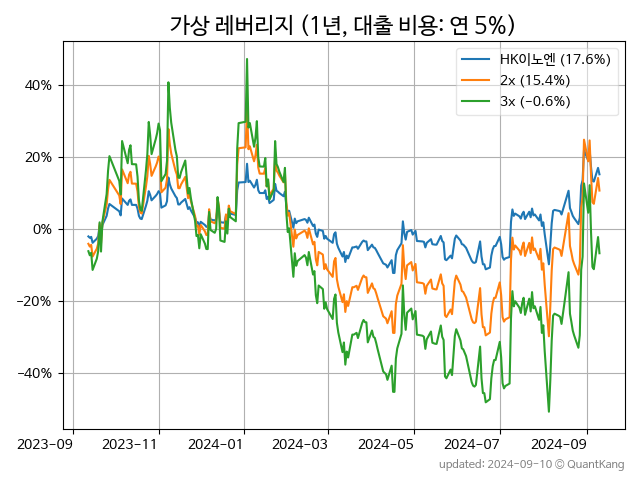 가상 레버리지 (1년, 대출 비용: 연 5%)
HK이노엔 (17.6%)
2x (15.4%)
3x (−0.6%)
40%
20%
0%
−20%
−40%
2023-09 2023-11 2024-01 2024-03 2024-05 2024-07 2024-09
updated: 2024-09-10 © QuantKang